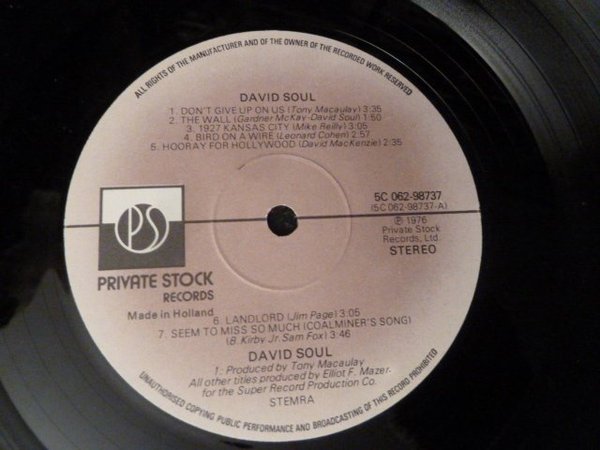 ALL RIGHTS OF THE MANUFACTURER AND OF THE OWNER OF THE RECORDED WORK RESERVED
DAVID SOUL
1. DON'T GIVE UP ON US (Tony Macaulay) 3:35
2. THE WALL (Gardner McKay-David Soul) 1:50
3. 1927 KANSAS CITY (Mike Reilly) 3:05
4. BIRD ON A WIRE (Leonard Cohen) 2:57
5. HOORAY FOR HOLLYWOOD (David MacKenzie) 2:35
5C 062-98737
(5C 062-98737-A)
℗ 1976
Private Stock
Records, Ltd.
STEREO
PS
PRIVATE STOCK
RECORDS
Made in Holland
6. LANDLORD (Jim Page) 3:05
7. SEEM TO MISS SO MUCH (COALMINER'S SONG)
(B. Kirby Jr. Sam Fox) 3:46
DAVID SOUL
1: Produced by Tony Macaulay
All other titles produced by Elliot F. Mazer-
for the Super Record Production Co.
STEMRA
UNAUTHORISED COPYING PUBLIC PERFORMANCE AND BROADCASTING OF THIS RECORD PROHIBITED